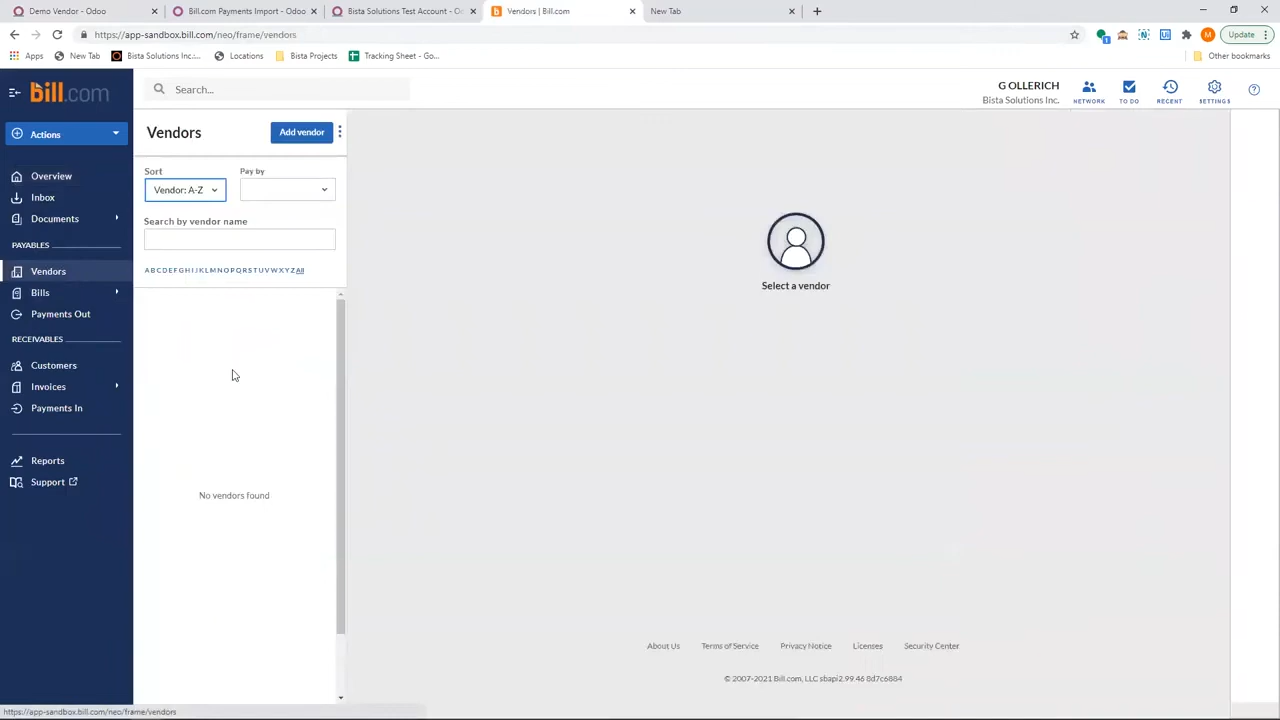 Demo Vendor - Odoo
Bill.com Payments Import - Odoo
Bista Solutions Test Account - O
Vendors | Bill.com
New Tab
https://app-sandbox.bill.com/neo/frame/vendors
Update
Apps
New Tab
Bista Solutions Inc....
Locations
Bista Projects
Tracking Sheet - Go...
Other bookmarks
bill.com
Search...
G OLLERICH
Bista Solutions Inc.
NETWORK
TO DO
RECENT
SETTINGS
Actions
Vendors
Add vendor
Overview
Inbox
Documents
PAYABLES
Vendors
Bills
Payments Out
RECEIVABLES
Customers
Invoices
Payments In
Reports
Support
Sort
Pay by
Vendor: A-Z
Search by vendor name
A B C D E F G H I J K L M N O P Q R S T U V W X Y Z All
No vendors found
Select a vendor
About Us
Terms of Service
Privacy Notice
Licenses
Security Center
© 2007-2021 Bill.com, LLC sbapi2.99.46 8d7c6884
https://app-sandbox.bill.com/neo/frame/vendors